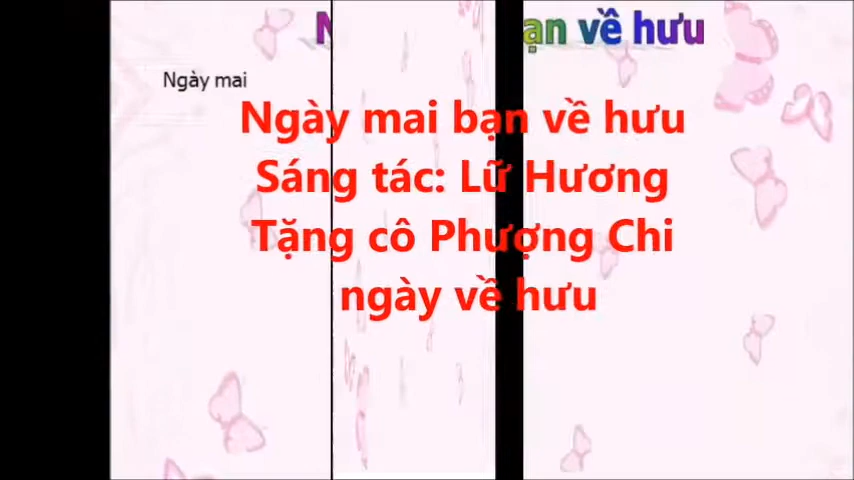 ạn về hưu
Ngày mai
Ngày mai bạn về hưu
Sáng tác: Lữ Hương
Tặng cô Phượng Chi
ngày về hưu